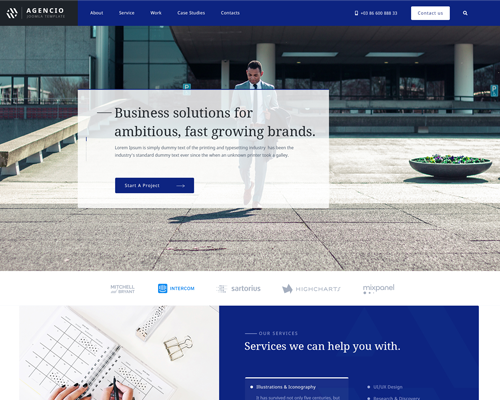 AGENCIO
JOOMLA TEMPLATE
About
Service
Work
Case Studies
Contacts
+03 86 600 888 33
Contact us
Business solutions for
ambitious, fast growing brands.
Lorem Ipsum is simply dummy text of the printing and typesetting industry has been the
industry's standard dummy text ever since the when an unknown printer took a galley.
Start A Project
MITCHELL
AND BRYANT
INTERCOM
sartorius
HIGHCHARTS
mixpanel
OUR SERVICES
Services we can help you with.
Illustrations & Iconography
UI/UX Design
It has survived not only five centuries, but
Research & Discovery